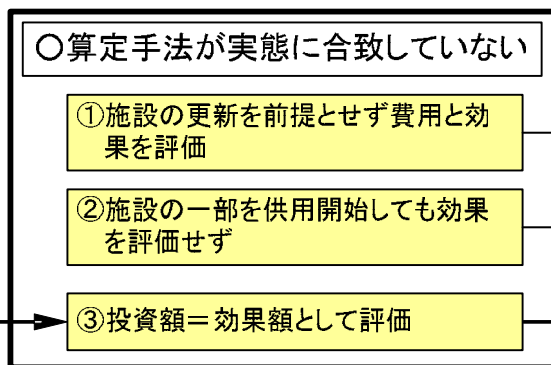 ○算定手法が実態に合致していない
①施設の更新を前提とせず費用と効
果を評価
②施設の一部を供用開始しても効果
を評価せず
③投資額＝効果額として評価